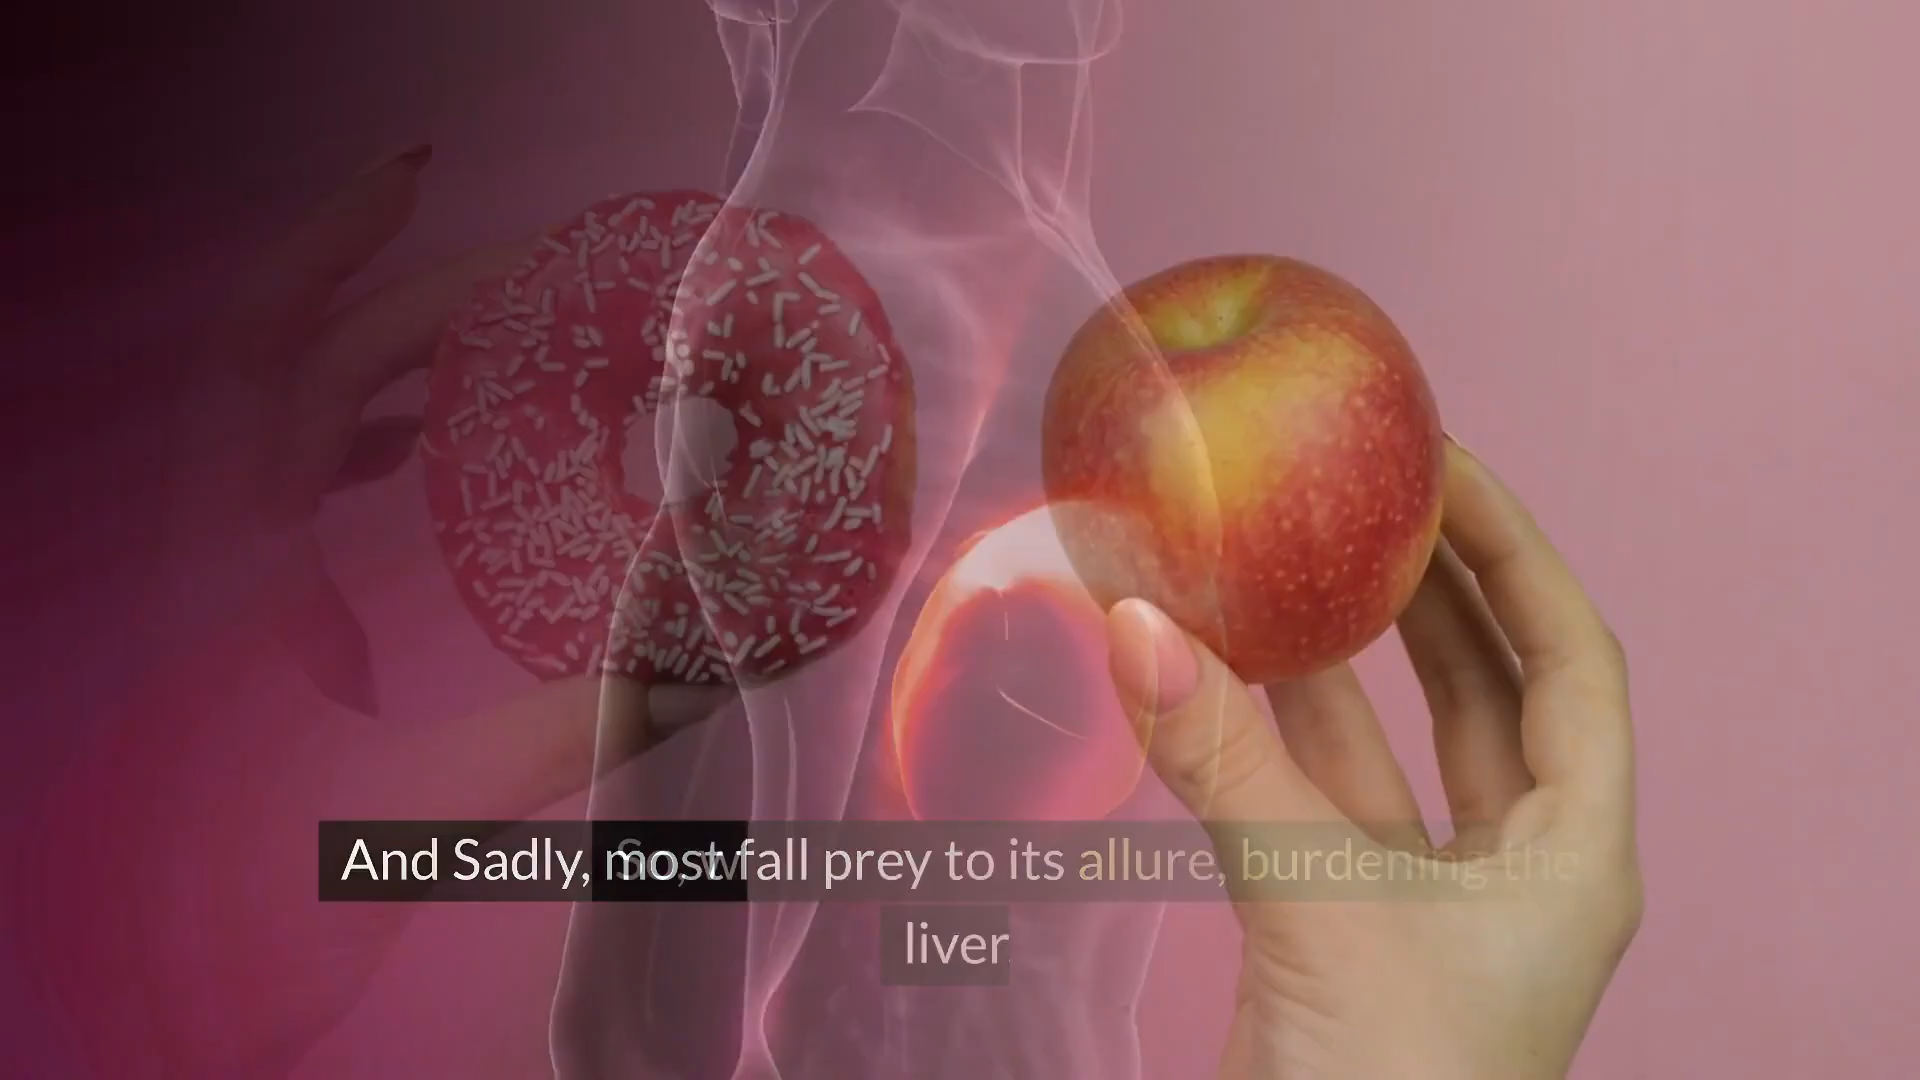 And Sadly, most fall prey to its allure, burdening the
liver